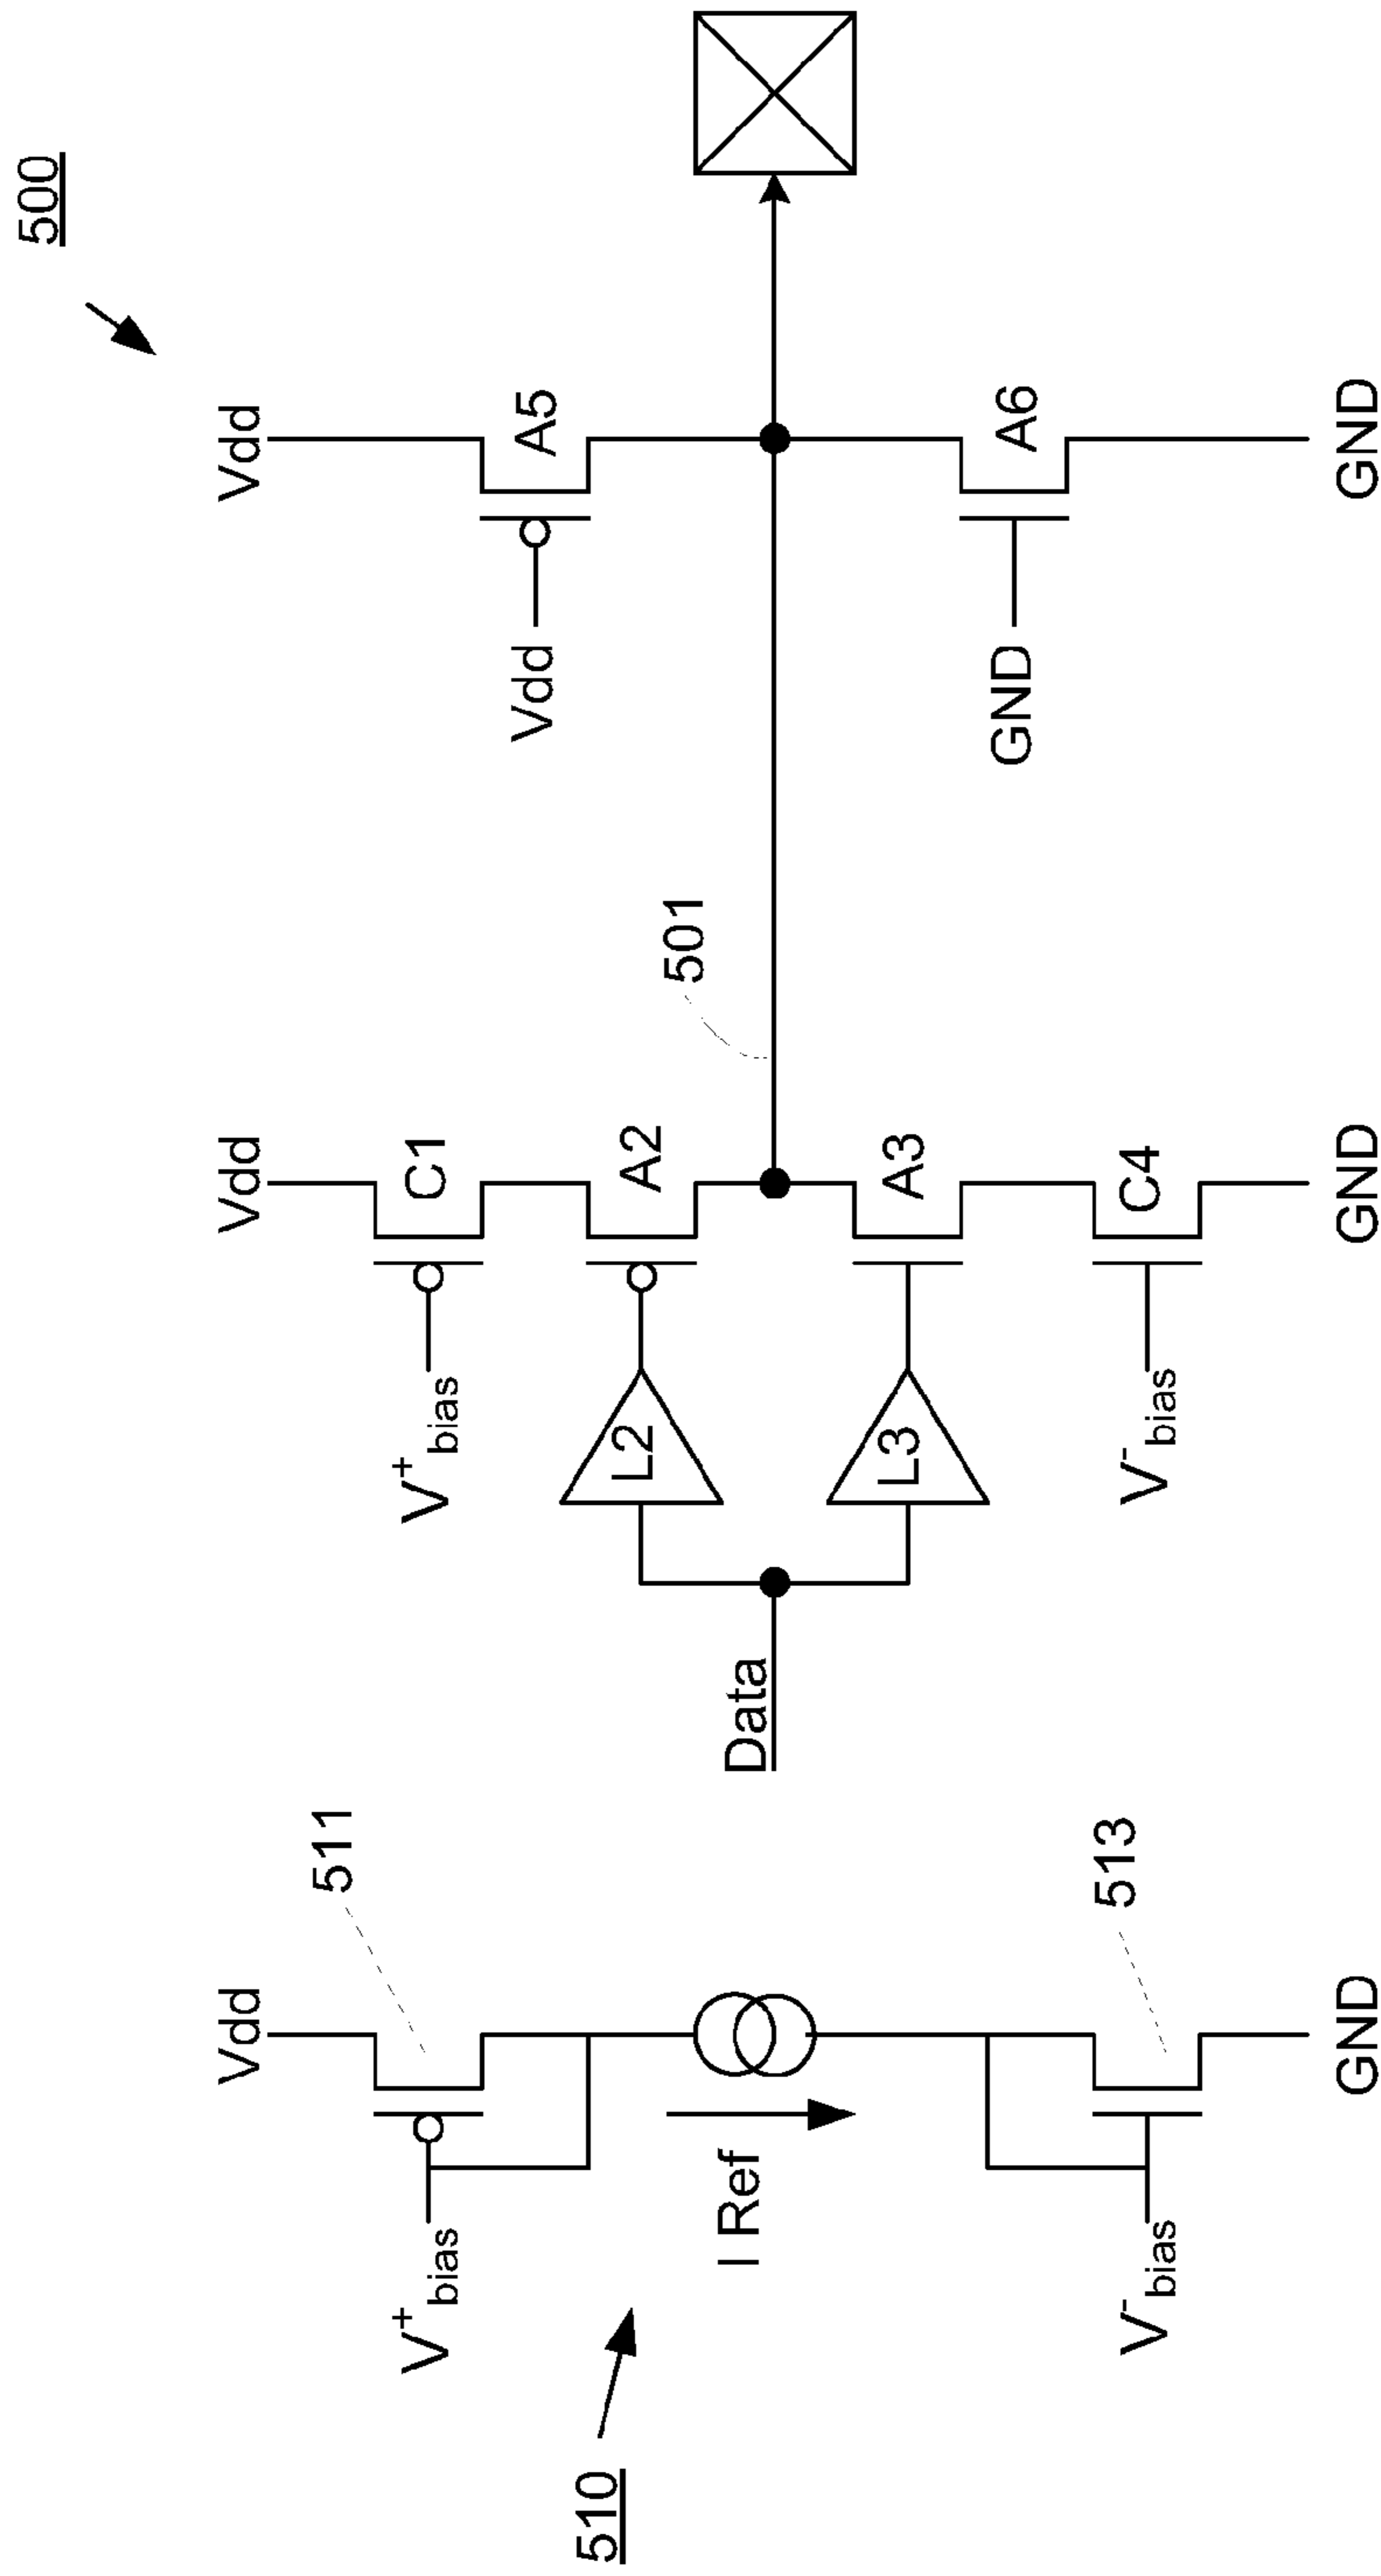 500
Vdd
Vdd
Vdd
511
C1
A5
V+bias
V+bias
A2
Vdd
L2
501
510
I Ref
Data
L3
A3
GND
A6
V-bias
513
V-bias
C4
GND
GND
GND